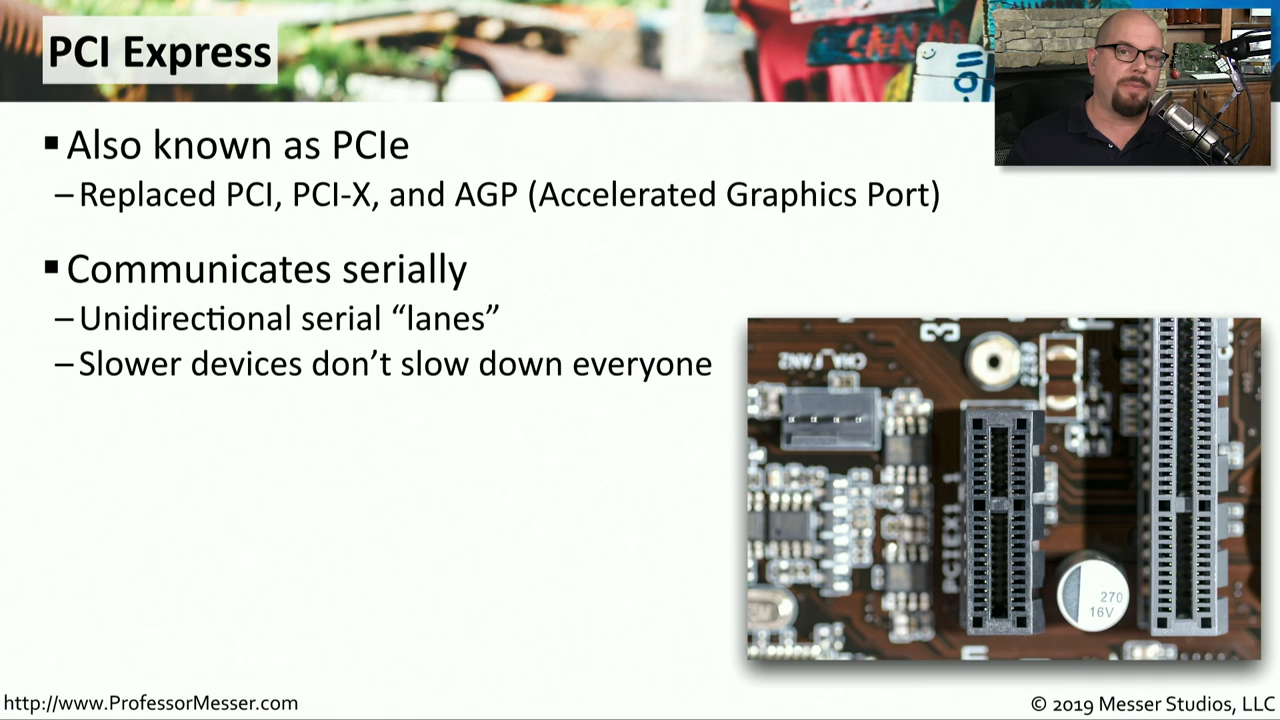 PCI Express
CANADA
▪ Also known as PCIe
– Replaced PCI, PCI-X, and AGP (Accelerated Graphics Port)
▪ Communicates serially
– Unidirectional serial “lanes”
– Slower devices don’t slow down everyone
CHA_FAN2
PCIEX1_1
270
16V
http://www.ProfessorMesser.com
© 2019 Messer Studios, LLC